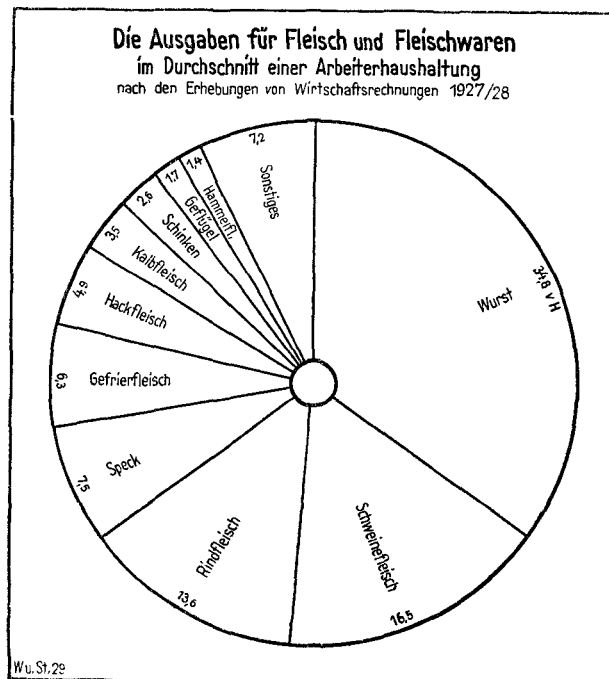 Die Ausgaben für Fleisch und Fleischwaren
im Durchschnitt einer Arbeiterhaushaltung
nach den Erhebungen von Wirtschaftsrechnungen 1927/28
Wurst
34,8 v H
Schweinefleisch
16,5
Rindfleisch
13,6
Speck
7,5
Gefrierfleisch
6,3
Hackfleisch
4,9
Kalbfleisch
3,5
Schinken
2,6
Geflügel
1,7
Hammelfl.
1,4
Sonstiges
7,2
W u. St. 29